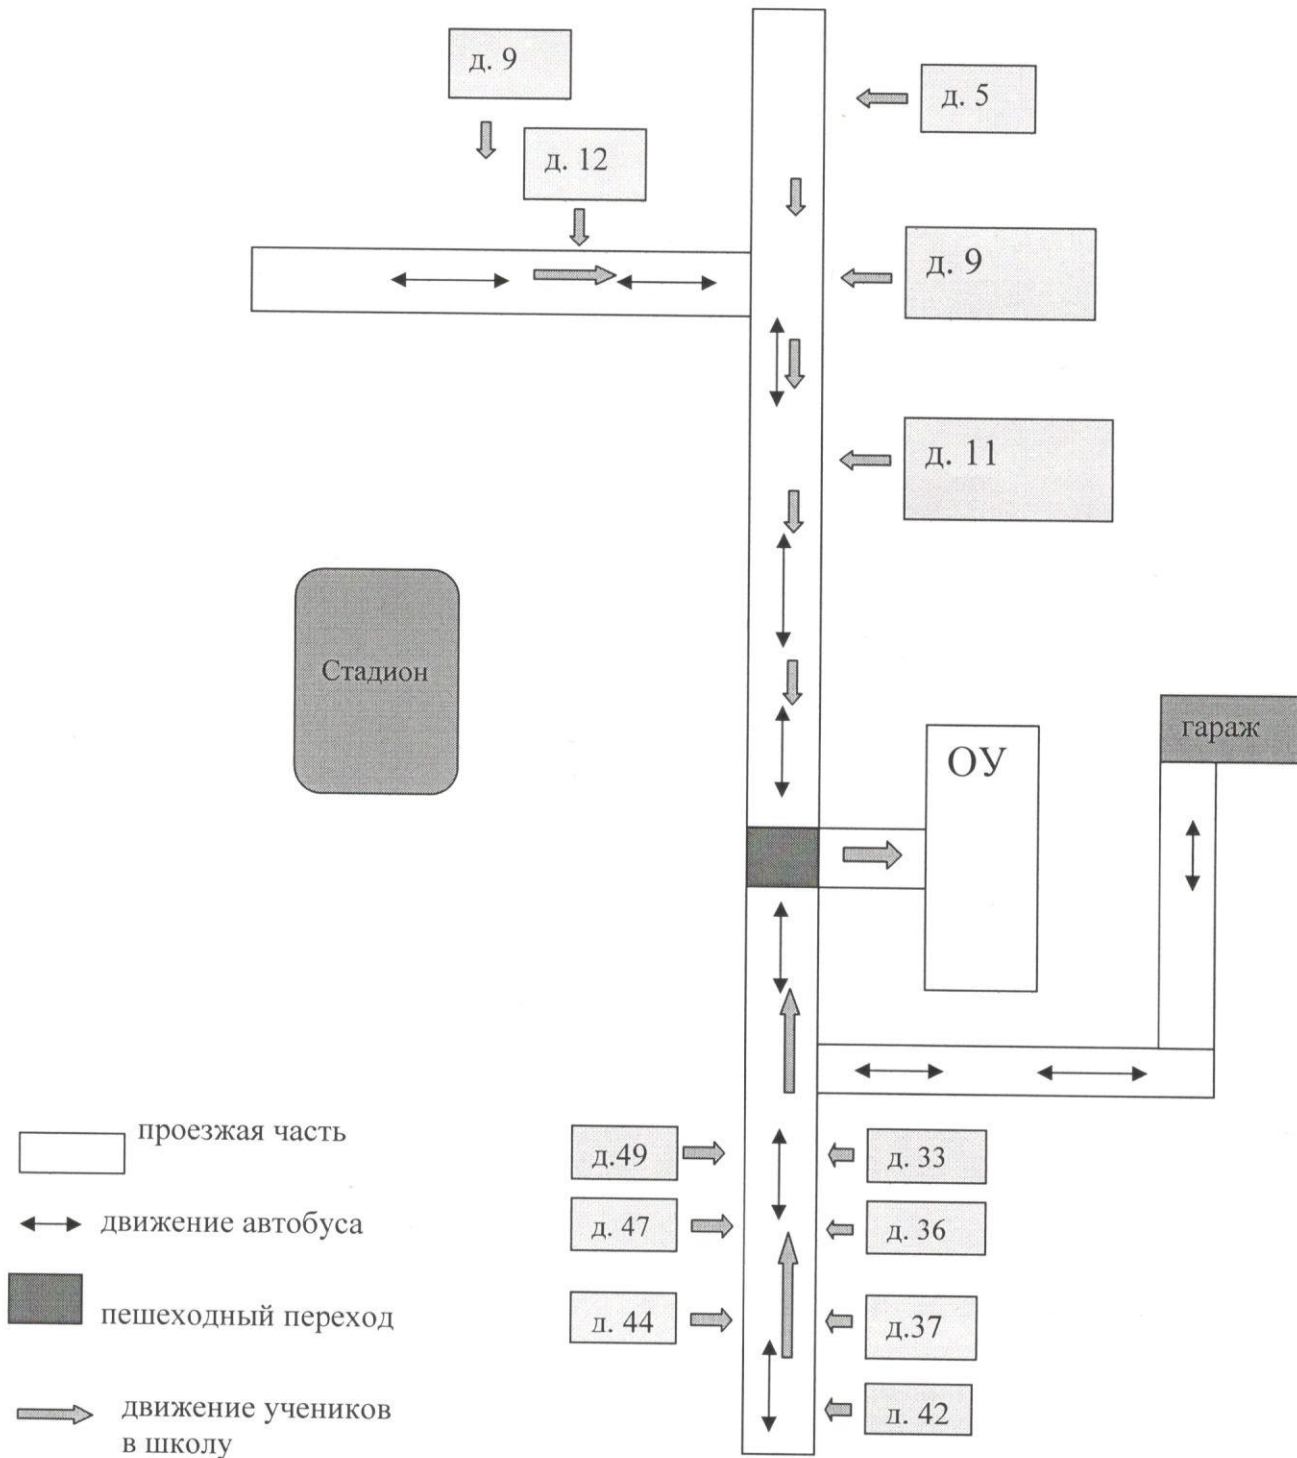 д. 9
д. 5
д. 12
д. 9
д. 11
Стадион
гараж
ОУ
проезжая часть
д.49
д. 33
движение автобуса
д. 47
д. 36
пешеходный переход
д. 44
д.37
движение учеников
в школу
д. 42